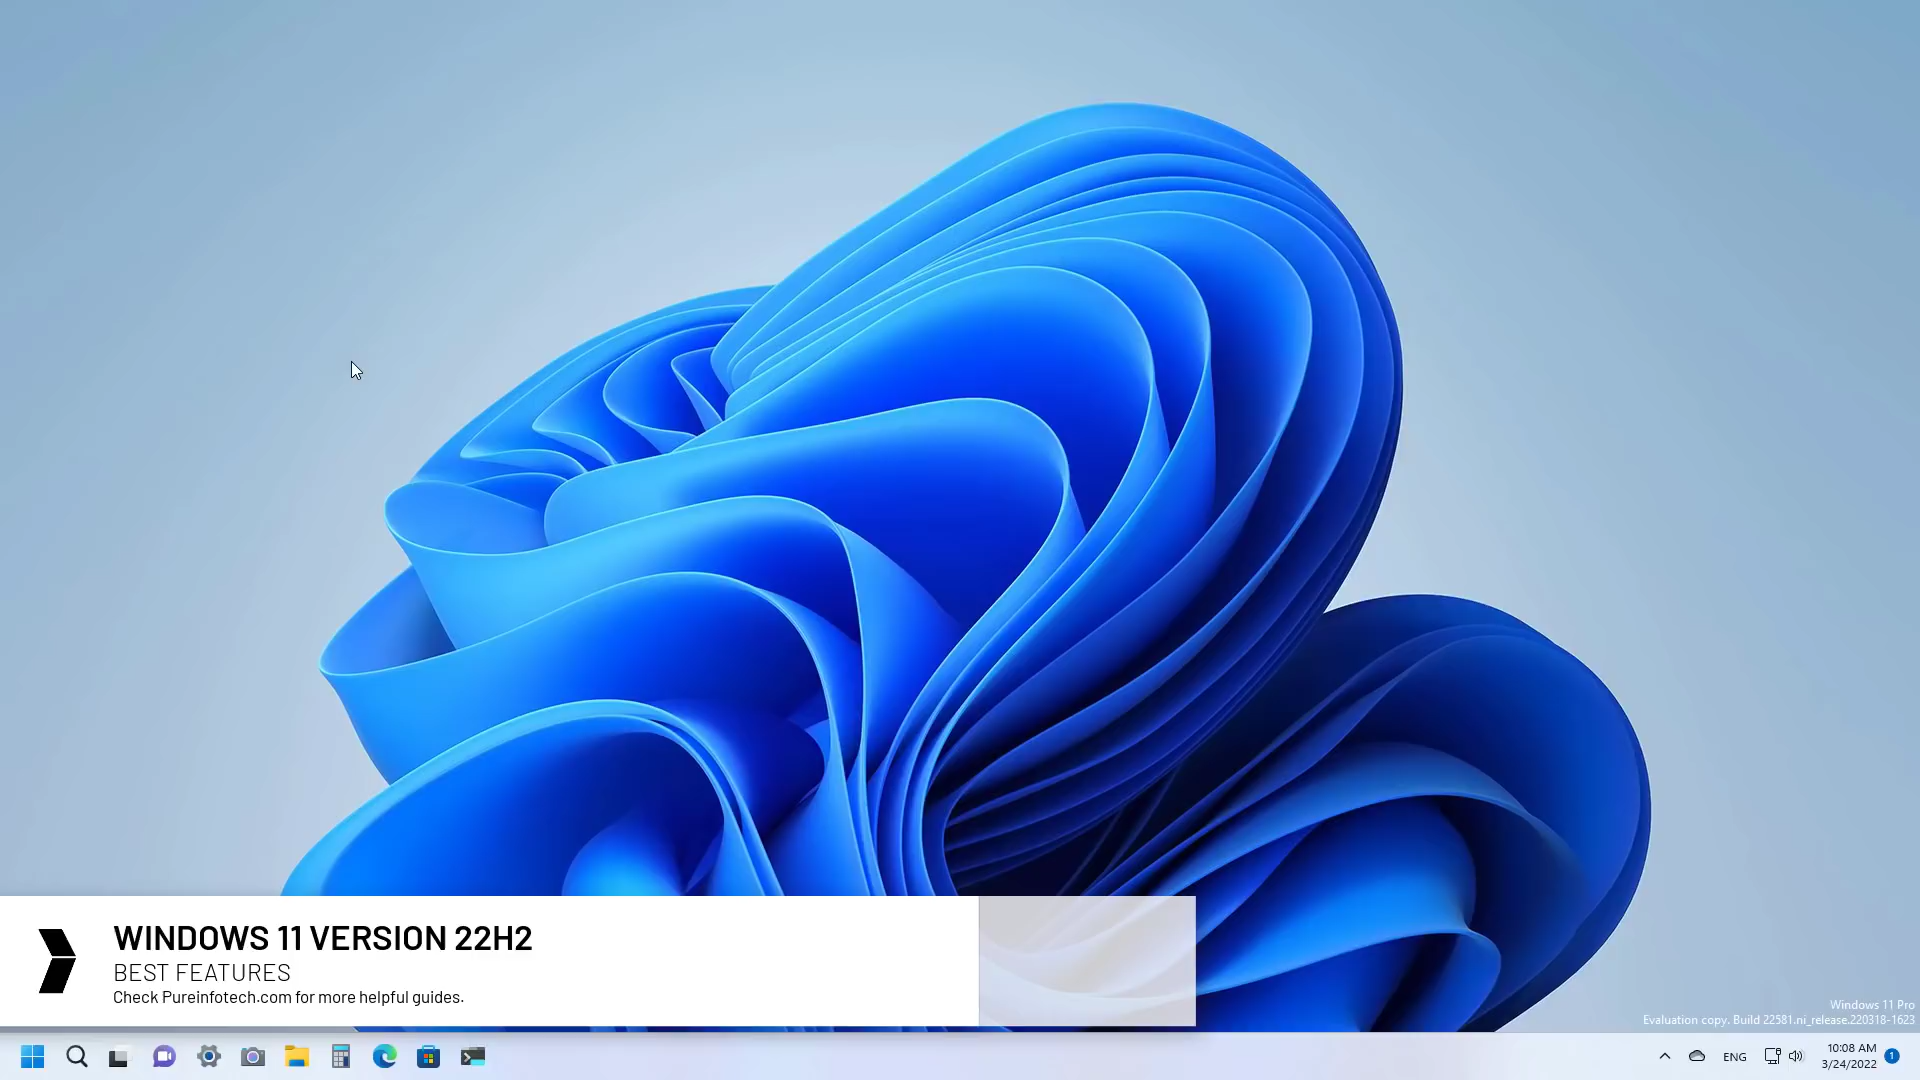 WINDOWS 11 VERSION 22H2
BEST FEATURES
Check Pureinfotech.com for more helpful guides.
Windows 11 Pro
Evaluation copy. Build 22581.ni_release.220318-1623
ENG
10:08 AM
3/24/2022
1